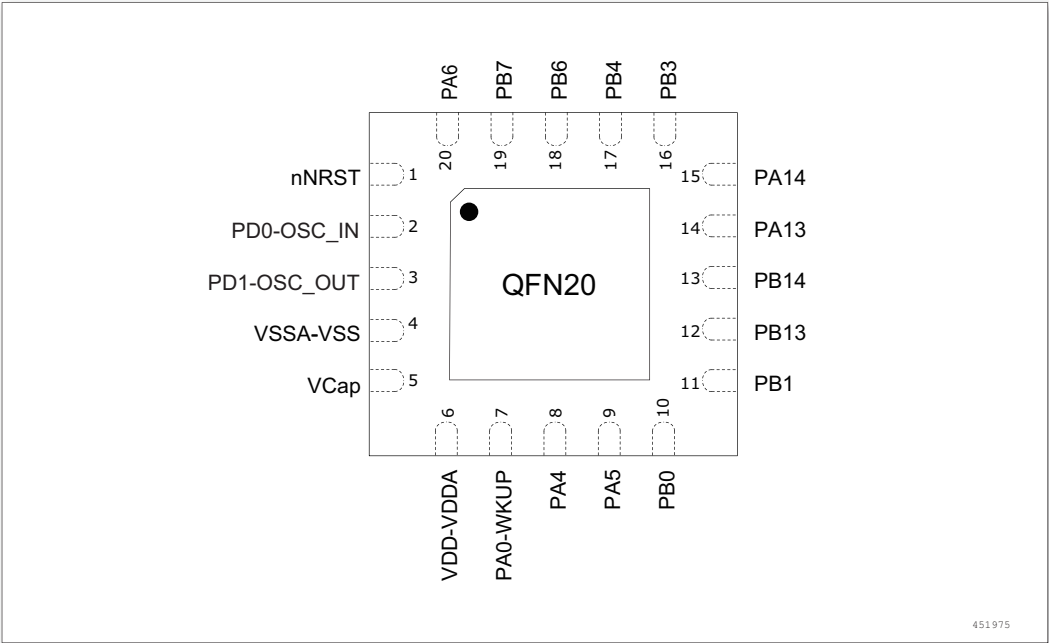 PA6
PB7
PB6
PB4
PB3
20
19
18
17
16
nNRST
1
PD0-OSC_IN
2
PD1-OSC_OUT
3
VSSA-VSS
4
VCap
5
QFN20
15
PA14
14
PA13
13
PB14
12
PB13
11
PB1
6
7
8
9
10
VDD-VDDA
PA0-WKUP
PA4
PA5
PB0
451975